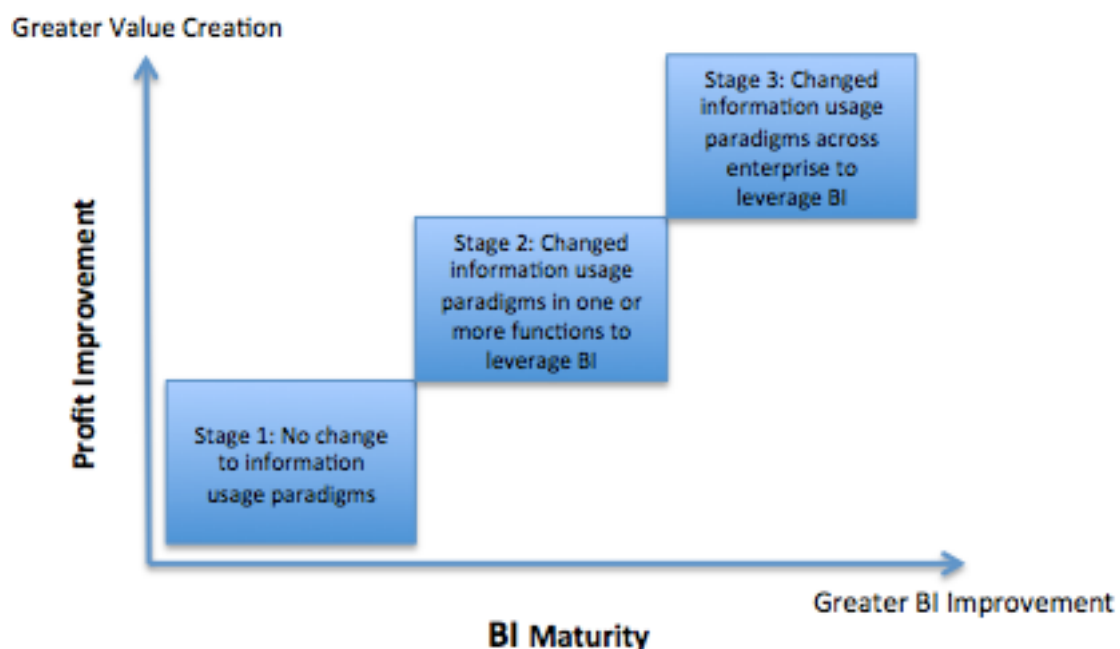 Greater Value Creation
Stage 3: Changed
information usage
paradigms across
enterprise to
leverage BI
Stage 2: Changed
information usage
paradigms in one or
more functions to
leverage BI
Profit Improvement
Stage 1: No change
to information
usage paradigms
Greater BI Improvement
BI Maturity